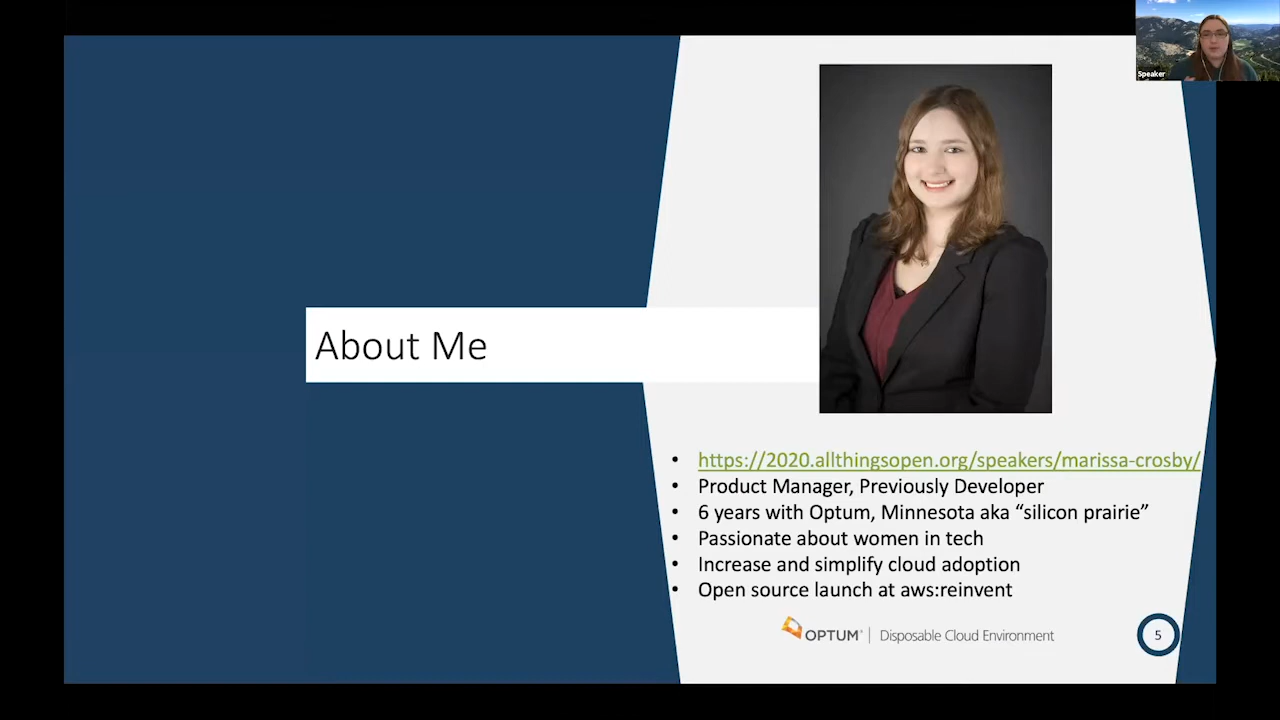 Speaker
About Me
• https://2020.allthingsopen.org/speakers/marissa-crosby/
• Product Manager, Previously Developer
• 6 years with Optum, Minnesota aka “silicon prairie”
• Passionate about women in tech
• Increase and simplify cloud adoption
• Open source launch at aws:reinvent
OPTUM® | Disposable Cloud Environment
5